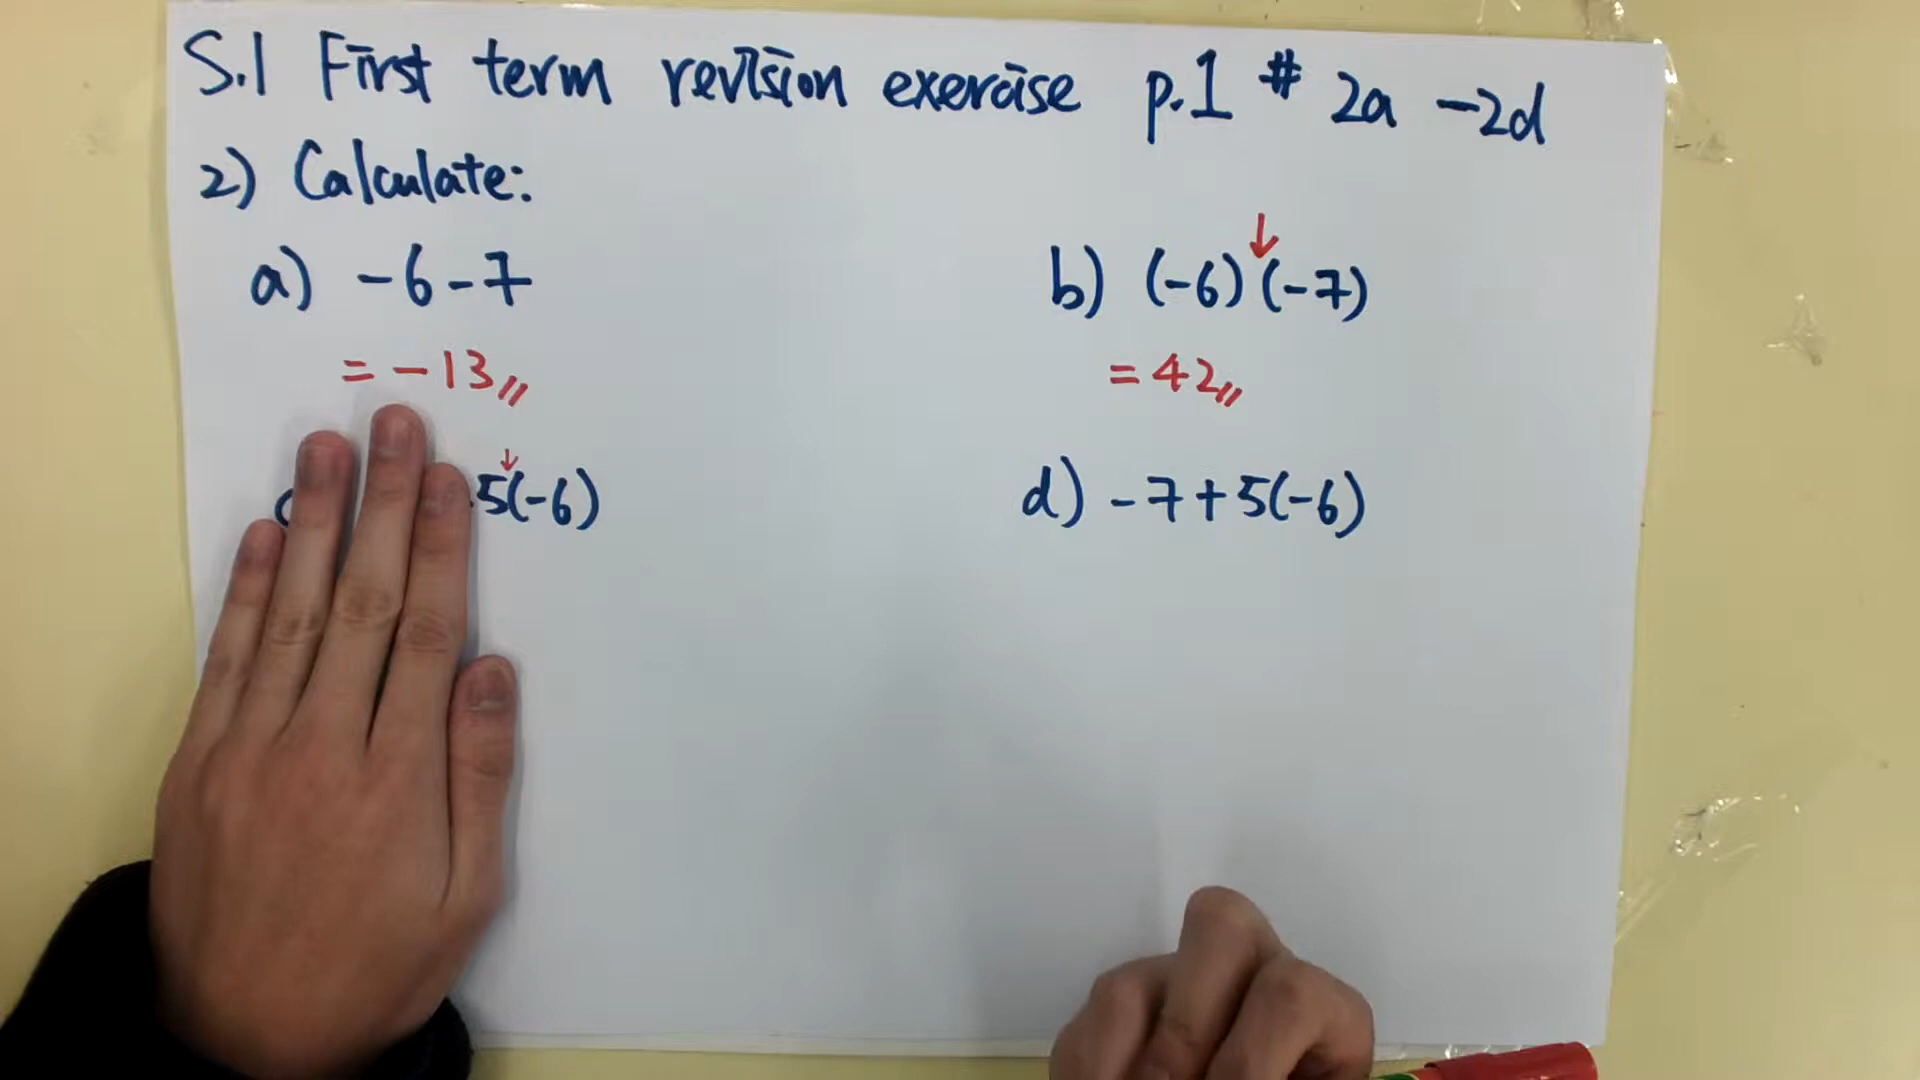 S.1 First term revision exercise p.1 # 2a - 2d
2) Calculate:
a) -6-7
b) (-6)(-7)
= -13
= 42
5(-6)
d) -7+5(-6)